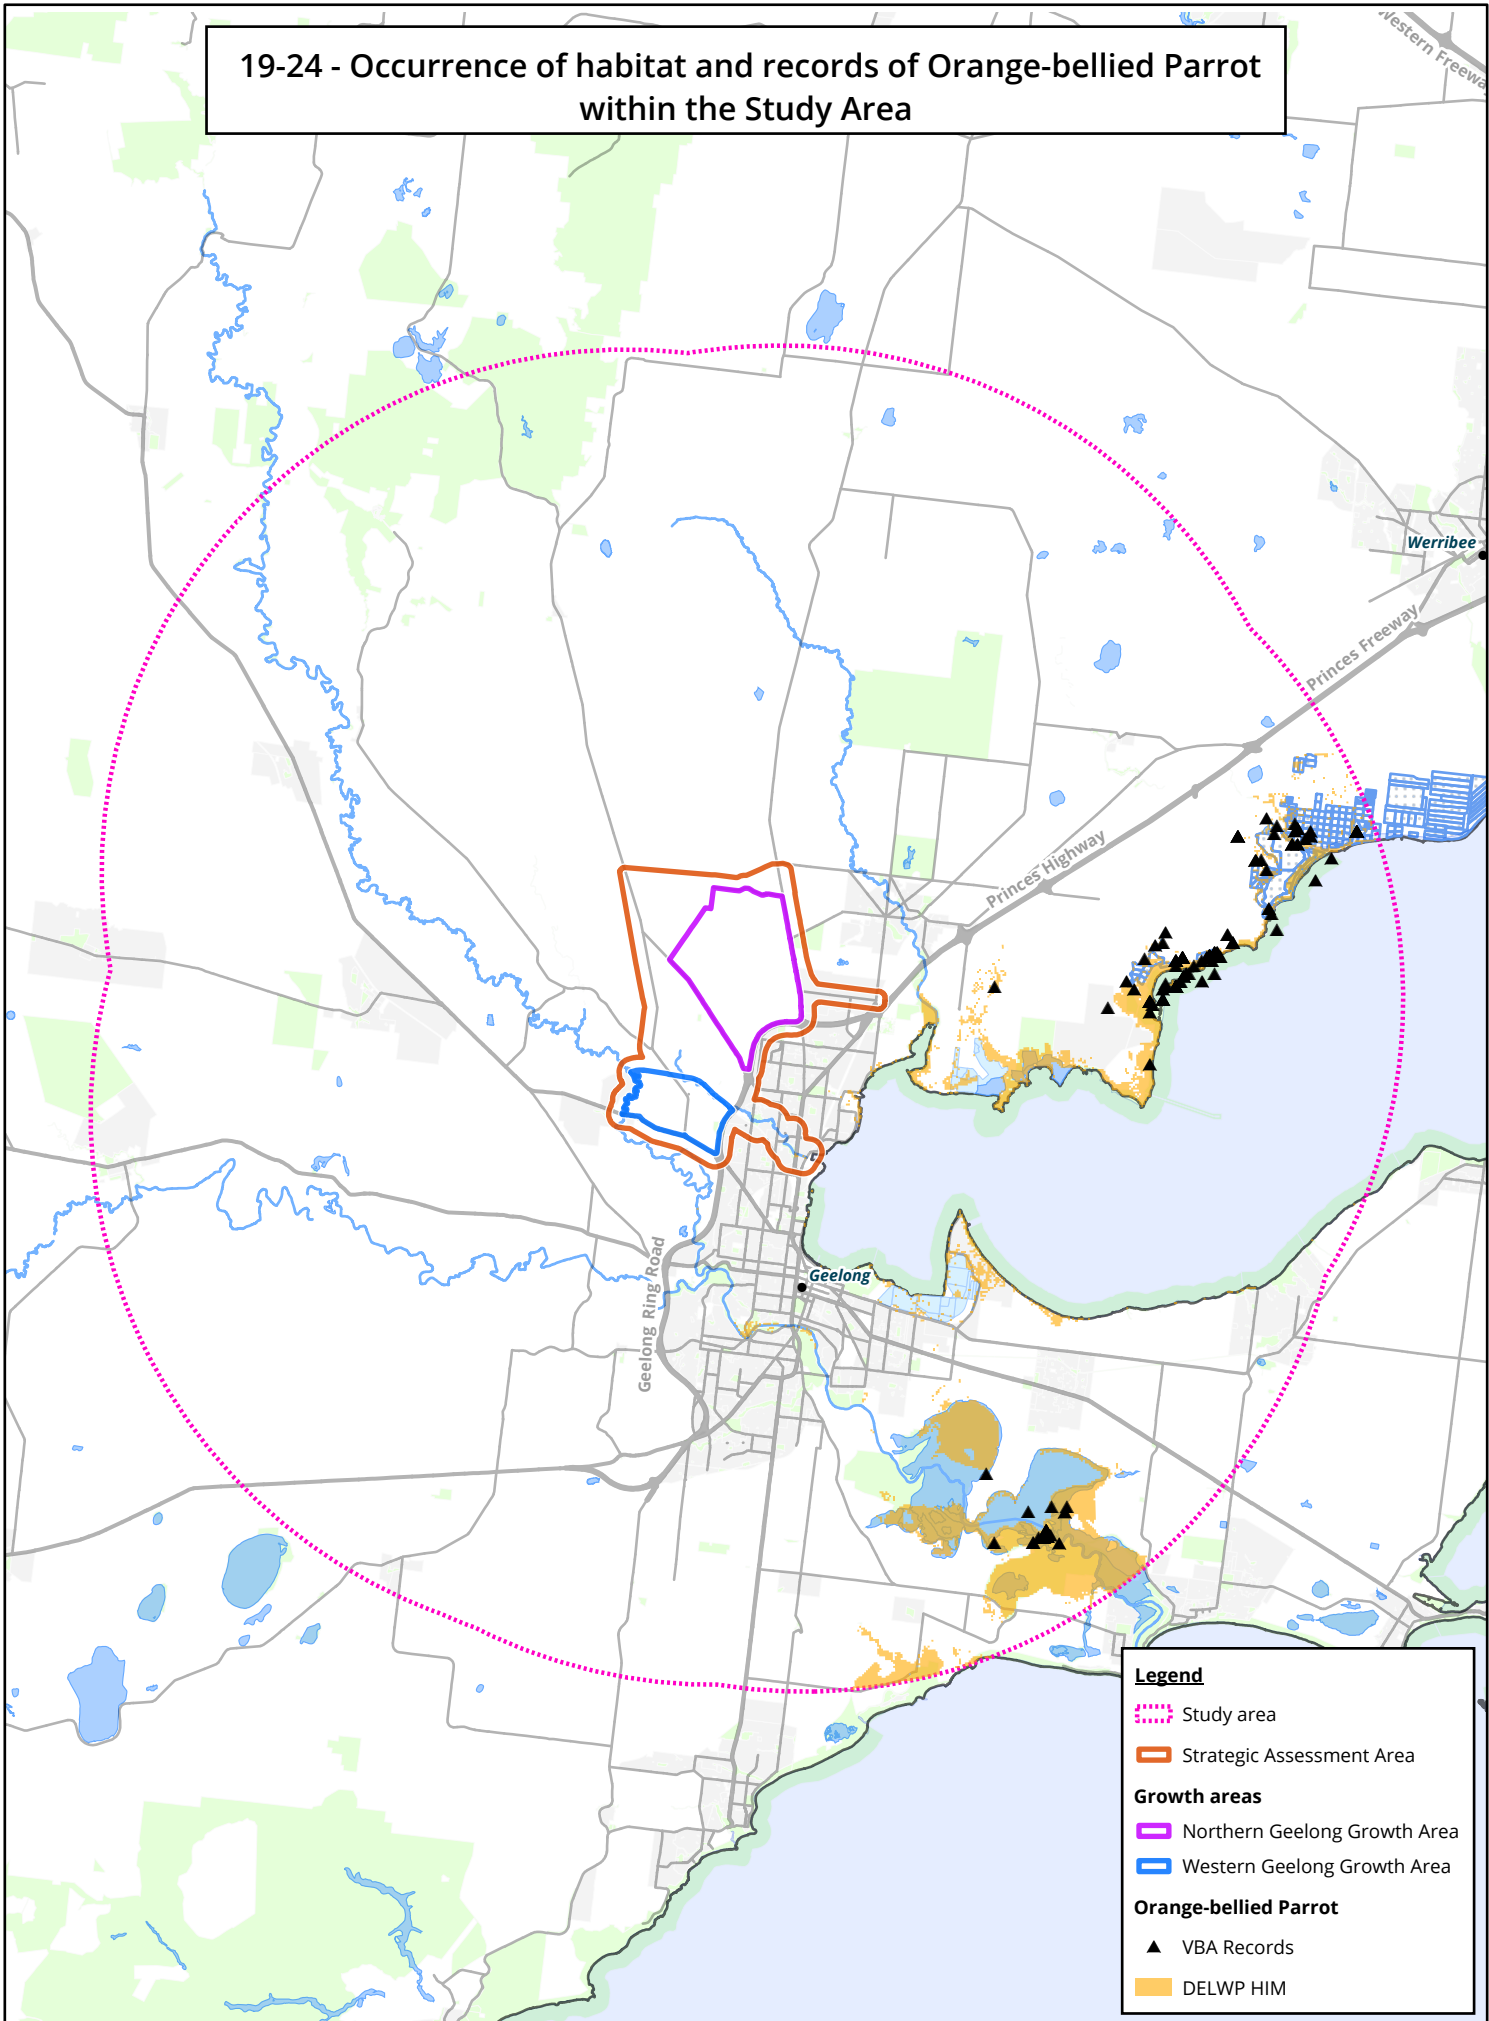 19-24 - Occurrence of habitat and records of Orange-bellied Parrot
within the Study Area
Western Freeway
Werribee
Princes Freeway
Princes Highway
Geelong
Geelong Ring Road
Legend
Study area
Strategic Assessment Area
Growth areas
Northern Geelong Growth Area
Western Geelong Growth Area
Orange-bellied Parrot
VBA Records
DELWP HIM